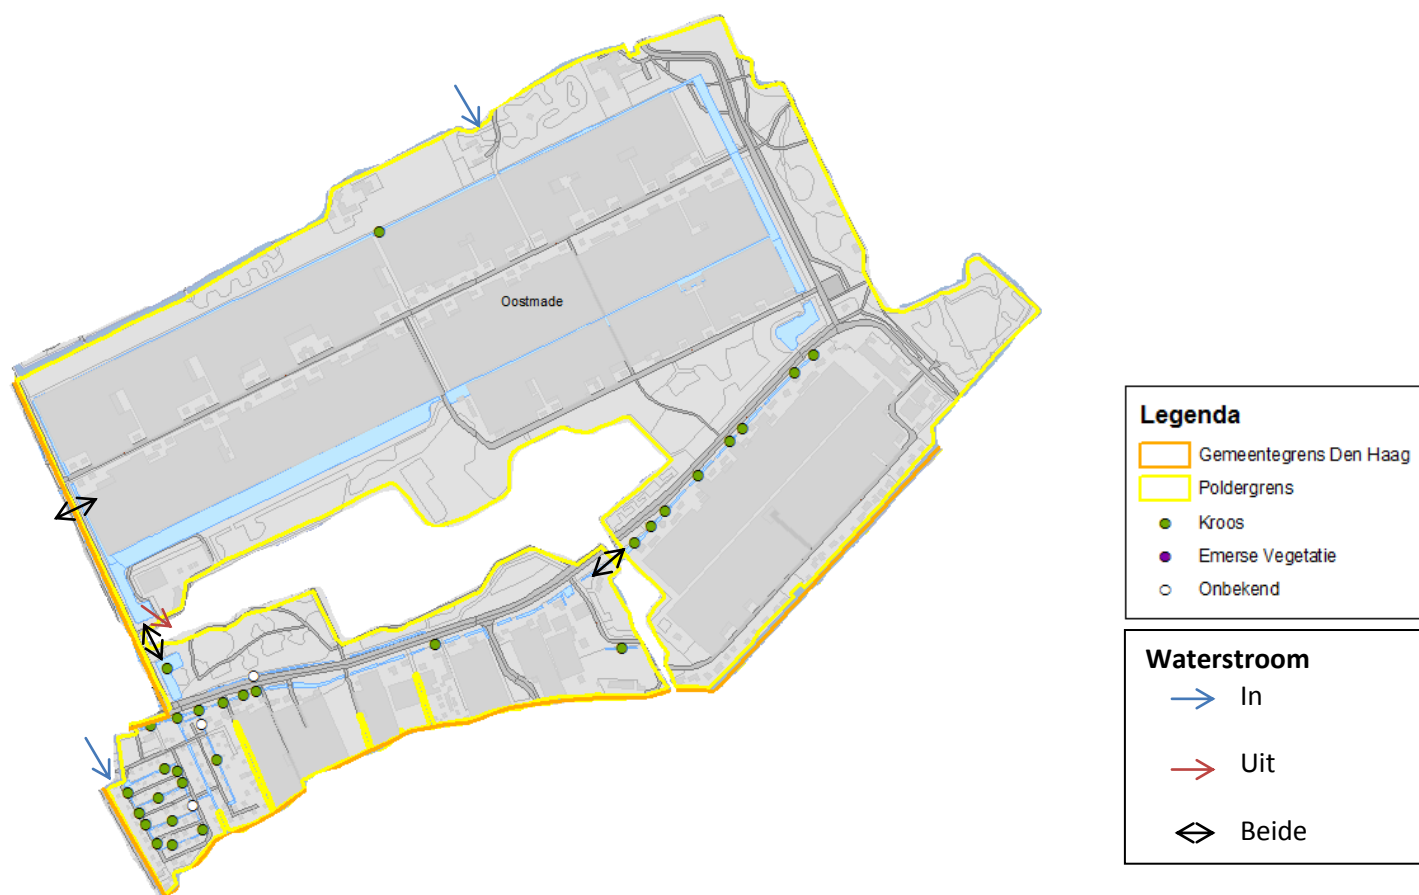 Oostmade
Legenda
Gemeentegrens Den Haag
Poldergrens
Kroos
Emerse Vegetatie
Onbekend
Waterstroom
In
Uit
Beide